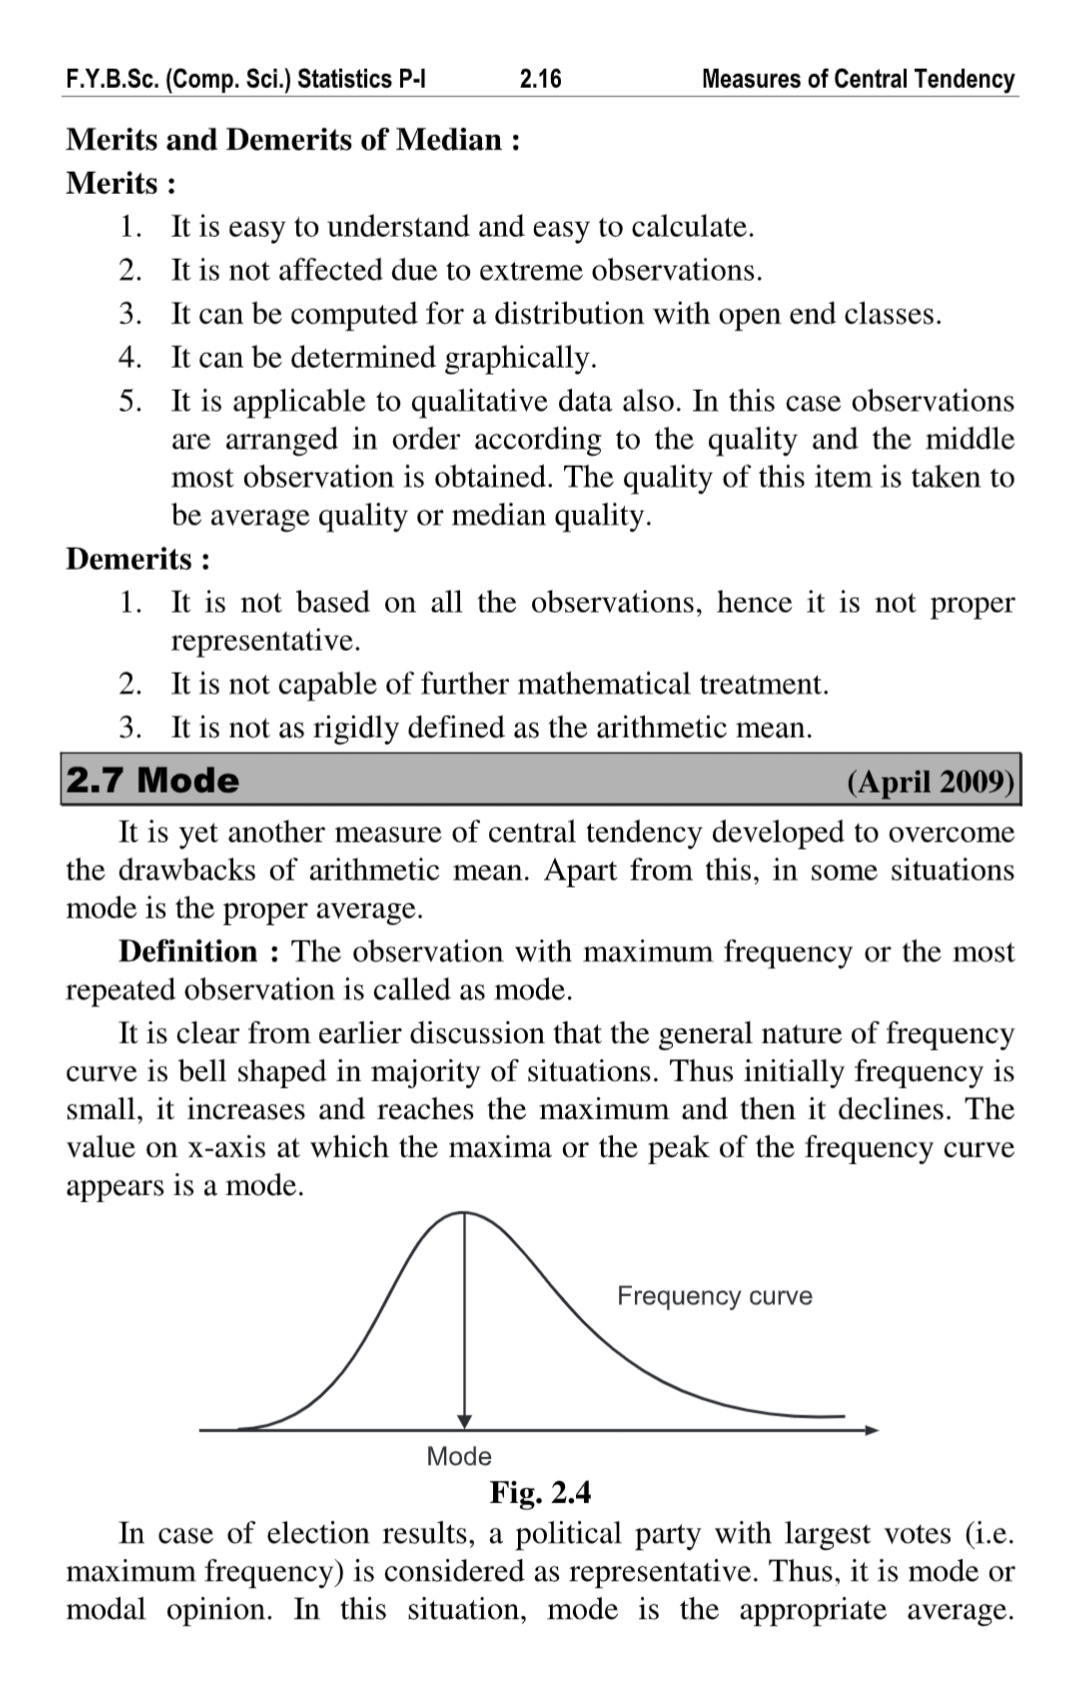 F.Y.B.Sc. (Comp. Sci.) Statistics P-I 2.16 Measures of Central Tendency
Merits and Demerits of Median :
Merits :
1. It is easy to understand and easy to calculate.
2. It is not affected due to extreme observations.
3. It can be computed for a distribution with open end classes.
4. It can be determined graphically.
5. It is applicable to qualitative data also. In this case observations
are arranged in order according to the quality and the middle
most observation is obtained. The quality of this item is taken to
be average quality or median quality.
Demerits :
1. It is not based on all the observations, hence it is not proper
representative.
2. It is not capable of further mathematical treatment.
3. It is not as rigidly defined as the arithmetic mean.
2.7 Mode (April 2009)
It is yet another measure of central tendency developed to overcome
the drawbacks of arithmetic mean. Apart from this, in some situations
mode is the proper average.
Definition : The observation with maximum frequency or the most
repeated observation is called as mode.
It is clear from earlier discussion that the general nature of frequency
curve is bell shaped in majority of situations. Thus initially frequency is
small, it increases and reaches the maximum and then it declines. The
value on x-axis at which the maxima or the peak of the frequency curve
appears is a mode.
Frequency curve
Mode
Fig. 2.4
In case of election results, a political party with largest votes (i.e.
maximum frequency) is considered as representative. Thus, it is mode or
modal opinion. In this situation, mode is the appropriate average.